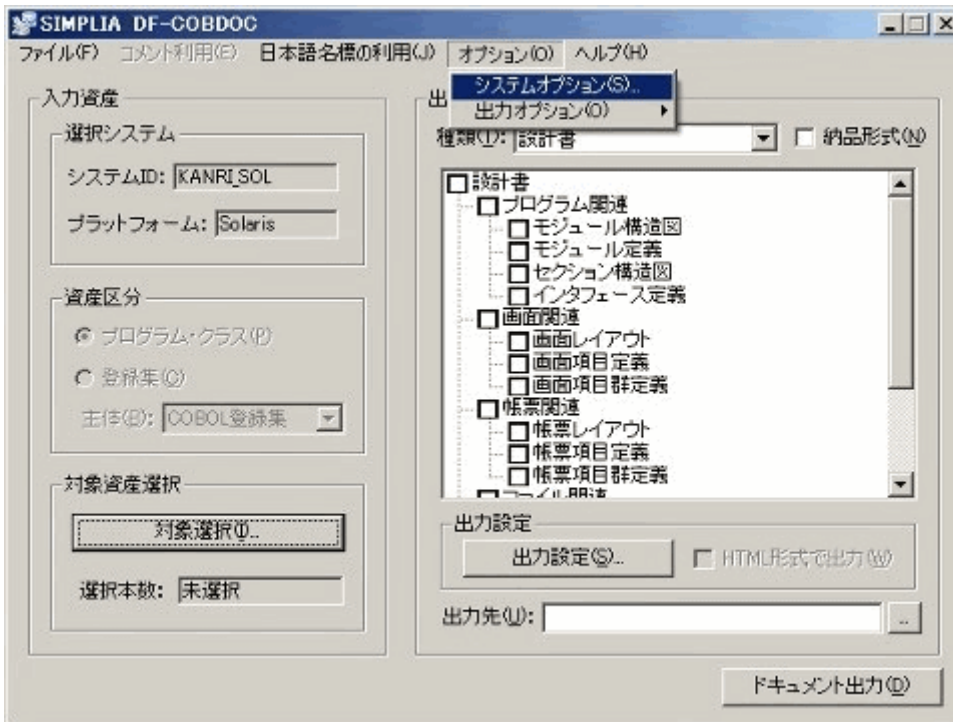 SIMPLIA DF-COBDOC
ファイル(F) コメント利用(E) 日本語名標の利用(J) オプション(O) ヘルプ(H)
システムオプション(S)...
出力オプション(O)
入力資産
選択システム
システムID: KANRI_SOL
プラットフォーム: Solaris
資産区分
プログラム・クラス(P)
登録集(C)
主体(B): COBOL登録集
対象資産選択
対象選択(I)...
選択本数: 未選択
出
種類(T): 設計書 納品形式(N)
設計書
プログラム関連
モジュール構造図
モジュール定義
セクション構造図
インタフェース定義
画面関連
画面レイアウト
画面項目定義
画面項目群定義
帳票関連
帳票レイアウト
帳票項目定義
帳票項目群定義
ファイル関連
出力設定
出力設定(S)... HTML形式で出力(W)
出力先(U): ..
ドキュメント出力(D)